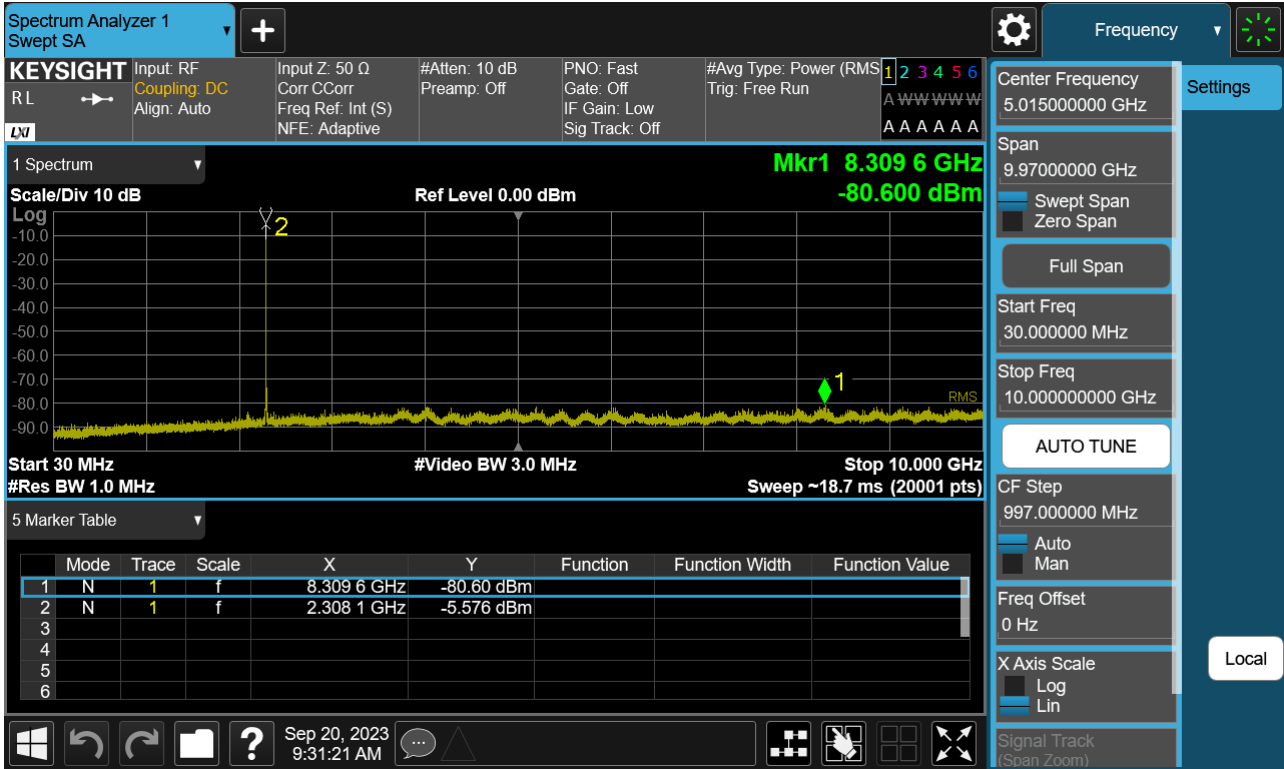 Spectrum Analyzer 1
Swept SA
Frequency
KEYSIGHT
R L
LXI
Input: RF
Coupling: DC
Align: Auto
Input Z: 50 Ω
Corr CCorr
Freq Ref: Int (S)
NFE: Adaptive
#Atten: 10 dB
Preamp: Off
PNO: Fast
Gate: Off
IF Gain: Low
Sig Track: Off
#Avg Type: Power (RMS
Trig: Free Run
1 2 3 4 5 6
A W W W W W
A A A A A A
1 Spectrum
Mkr1 8.309 6 GHz
-80.600 dBm
Scale/Div 10 dB
Ref Level 0.00 dBm
Log
-10.0
-20.0
-30.0
-40.0
-50.0
-60.0
-70.0
-80.0
-90.0
2
1
RMS
Start 30 MHz
#Video BW 3.0 MHz
Stop 10.000 GHz
#Res BW 1.0 MHz
Sweep ~18.7 ms (20001 pts)
5 Marker Table
Mode Trace Scale X Y Function Function Width Function Value
1 N 1 f 8.309 6 GHz -80.60 dBm
2 N 1 f 2.308 1 GHz -5.576 dBm
3
4
5
6
Sep 20, 2023
9:31:21 AM
Center Frequency
5.015000000 GHz
Span
9.97000000 GHz
Swept Span
Zero Span
Full Span
Start Freq
30.000000 MHz
Stop Freq
10.000000000 GHz
AUTO TUNE
CF Step
997.000000 MHz
Auto
Man
Freq Offset
0 Hz
X Axis Scale
Log
Lin
Signal Track
(Span Zoom)
Settings
Local